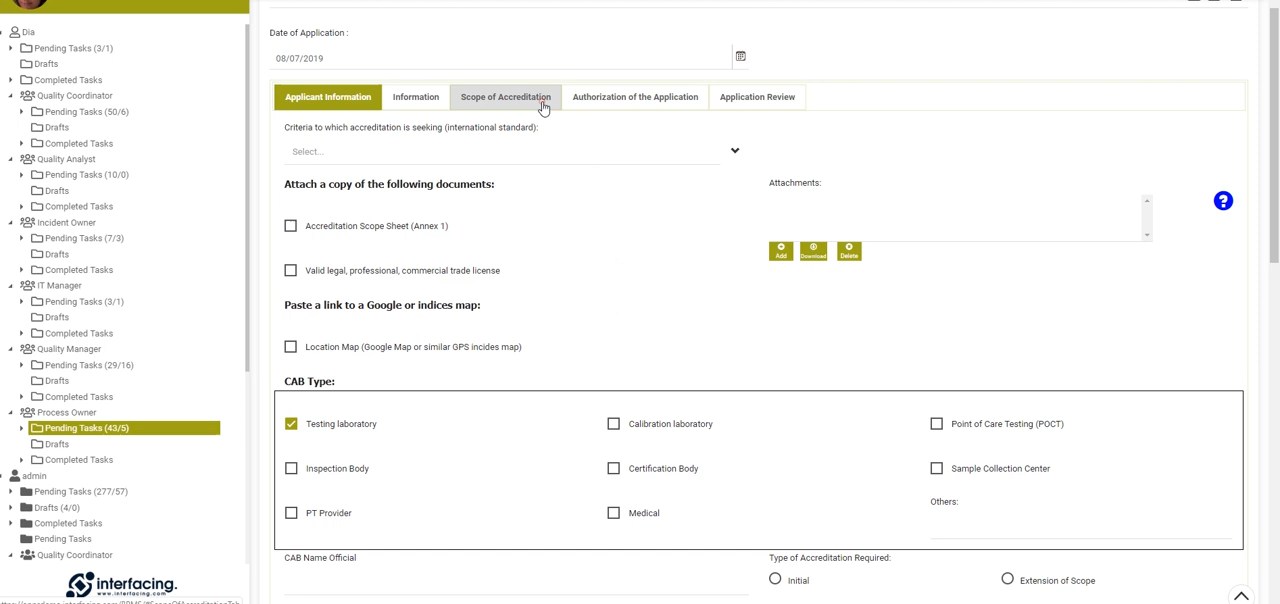 Dia
Pending Tasks (3/1)
Drafts
Completed Tasks
Quality Coordinator
Pending Tasks (50/6)
Drafts
Completed Tasks
Quality Analyst
Pending Tasks (10/0)
Drafts
Completed Tasks
Incident Owner
Pending Tasks (7/3)
Drafts
Completed Tasks
IT Manager
Pending Tasks (3/1)
Drafts
Completed Tasks
Quality Manager
Pending Tasks (29/16)
Drafts
Completed Tasks
Process Owner
Pending Tasks (43/5)
Drafts
Completed Tasks
admin
Pending Tasks (277/57)
Drafts (4/0)
Completed Tasks
Pending Tasks
Quality Coordinator
interfacing.
www.interfacing.com
Date of Application :
08/07/2019
Applicant Information Information Scope of Accreditation Authorization of the Application Application Review
Criteria to which accreditation is seeking (international standard):
Select...
Attach a copy of the following documents:
Attachments:
?
Accreditation Scope Sheet (Annex 1)
Add Download Delete
Valid legal, professional, commercial trade license
Paste a link to a Google or indices map:
Location Map (Google Map or similar GPS incides map)
CAB Type:
Testing laboratory Calibration laboratory Point of Care Testing (POCT)
Inspection Body Certification Body Sample Collection Center
Others:
PT Provider Medical
CAB Name Official Type of Accreditation Required:
Initial Extension of Scope